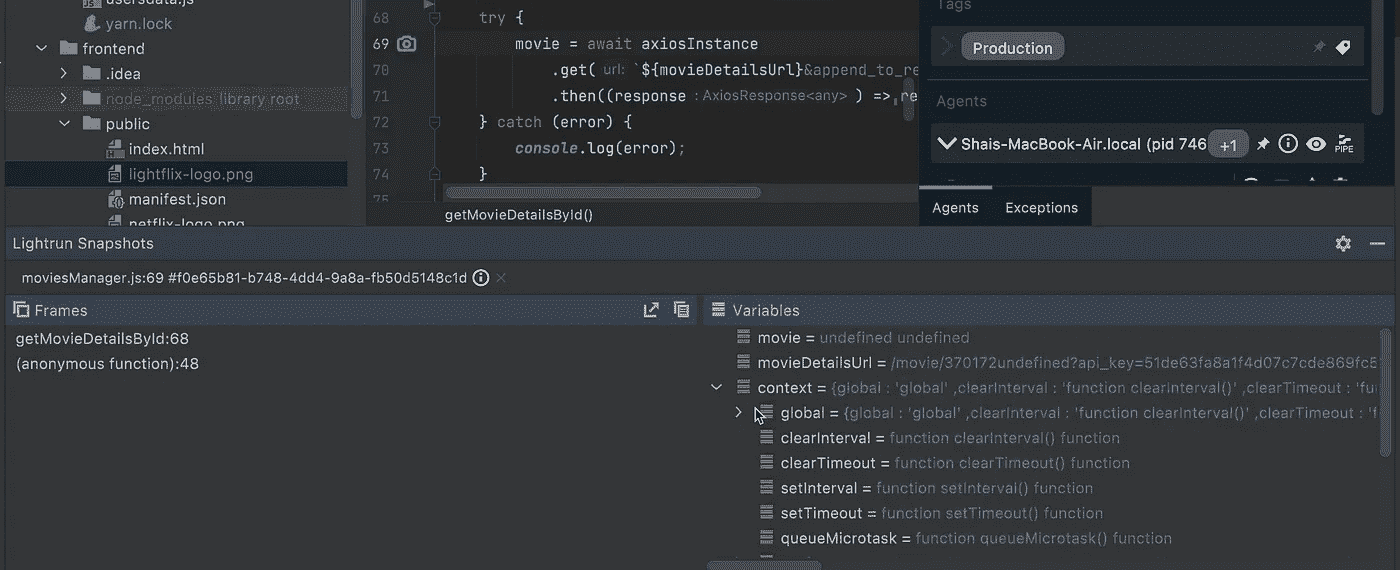 usersdata.js
yarn.lock
frontend
.idea
node_modules library root
public
index.html
lightflix-logo.png
manifest.json
netflix-logo.png
68 try {
69 movie = await axiosInstance
70 .get( url: `${movieDetailsUrl}&append_to_re
71 .then((response : AxiosResponse<any> ) => re
72 } catch (error) {
73 console.log(error);
74 }
75
getMovieDetailsById()
Tags
Production
Agents
Shais-MacBook-Air.local (pid 746
+1
PIPE
Agents Exceptions
Lightrun Snapshots
moviesManager.js:69 #f0e65b81-b748-4dd4-9a8a-fb50d5148c1d
Frames
getMovieDetailsById:68
(anonymous function):48
Variables
movie = undefined undefined
movieDetailsUrl = /movie/370172undefined?api_key=51de63fa8a1f4d07c7cde869fc5
context = {global : 'global' ,clearInterval : 'function clearInterval()' ,clearTimeout : 'fu
global = {global : 'global' ,clearInterval : 'function clearInterval()' ,clearTimeout : 'f
clearInterval = function clearInterval() function
clearTimeout = function clearTimeout() function
setInterval = function setInterval() function
setTimeout = function setTimeout() function
queueMicrotask = function queueMicrotask() function